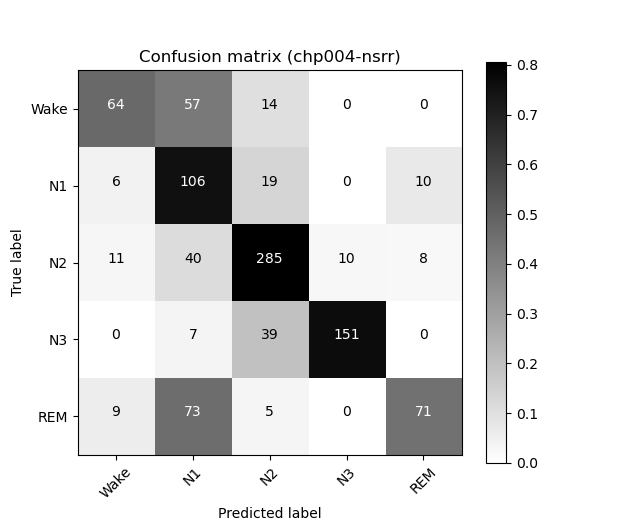 Confusion matrix (chp004-nsrr)
Wake 64 57 14 0 0
N1 6 106 19 0 10
N2 11 40 285 10 8
N3 0 7 39 151 0
REM 9 73 5 0 71
Wake N1 N2 N3 REM
Predicted label
True label
0.8
0.7
0.6
0.5
0.4
0.3
0.2
0.1
0.0